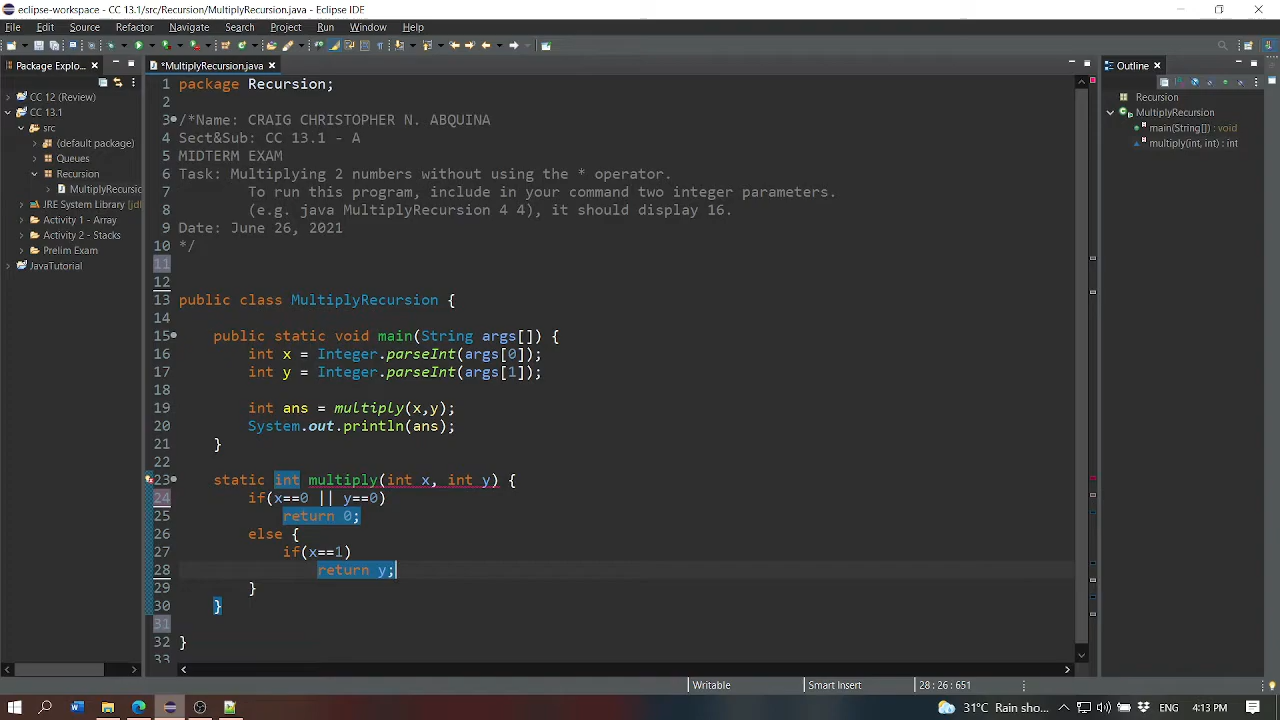 eclipse-workspace - CC 13.1/src/Recursion/MultiplyRecursion.java - Eclipse IDE
File Edit Source Refactor Navigate Search Project Run Window Help
Package Explo...
*MultiplyRecursion.java
Outline
CC 12 (Review)
CC 13.1
src
(default package)
Queues
Recursion
MultiplyRecursic
JRE System Library [jd
Activity 1 - Array
Activity 2 - Stacks
Prelim Exam
JavaTutorial
1 package Recursion;
2
3 /*Name: CRAIG CHRISTOPHER N. ABQUINA
4 Sect&Sub: CC 13.1 - A
5 MIDTERM EXAM
6 Task: Multiplying 2 numbers without using the * operator.
7 To run this program, include in your command two integer parameters.
8 (e.g. java MultiplyRecursion 4 4), it should display 16.
9 Date: June 26, 2021
10 */
11
12
13 public class MultiplyRecursion {
14
15 public static void main(String args[]) {
16 int x = Integer.parseInt(args[0]);
17 int y = Integer.parseInt(args[1]);
18
19 int ans = multiply(x,y);
20 System.out.println(ans);
21 }
22
23 static int multiply(int x, int y) {
24 if(x==0 || y==0)
25 return 0;
26 else {
27 if(x==1)
28 return y;
29 }
30 }
31
32 }
33
Recursion
MultiplyRecursion
main(String[]) : void
multiply(int, int) : int
Writable
Smart Insert
28 : 26 : 651
31°C Rain sho...
ENG
4:13 PM